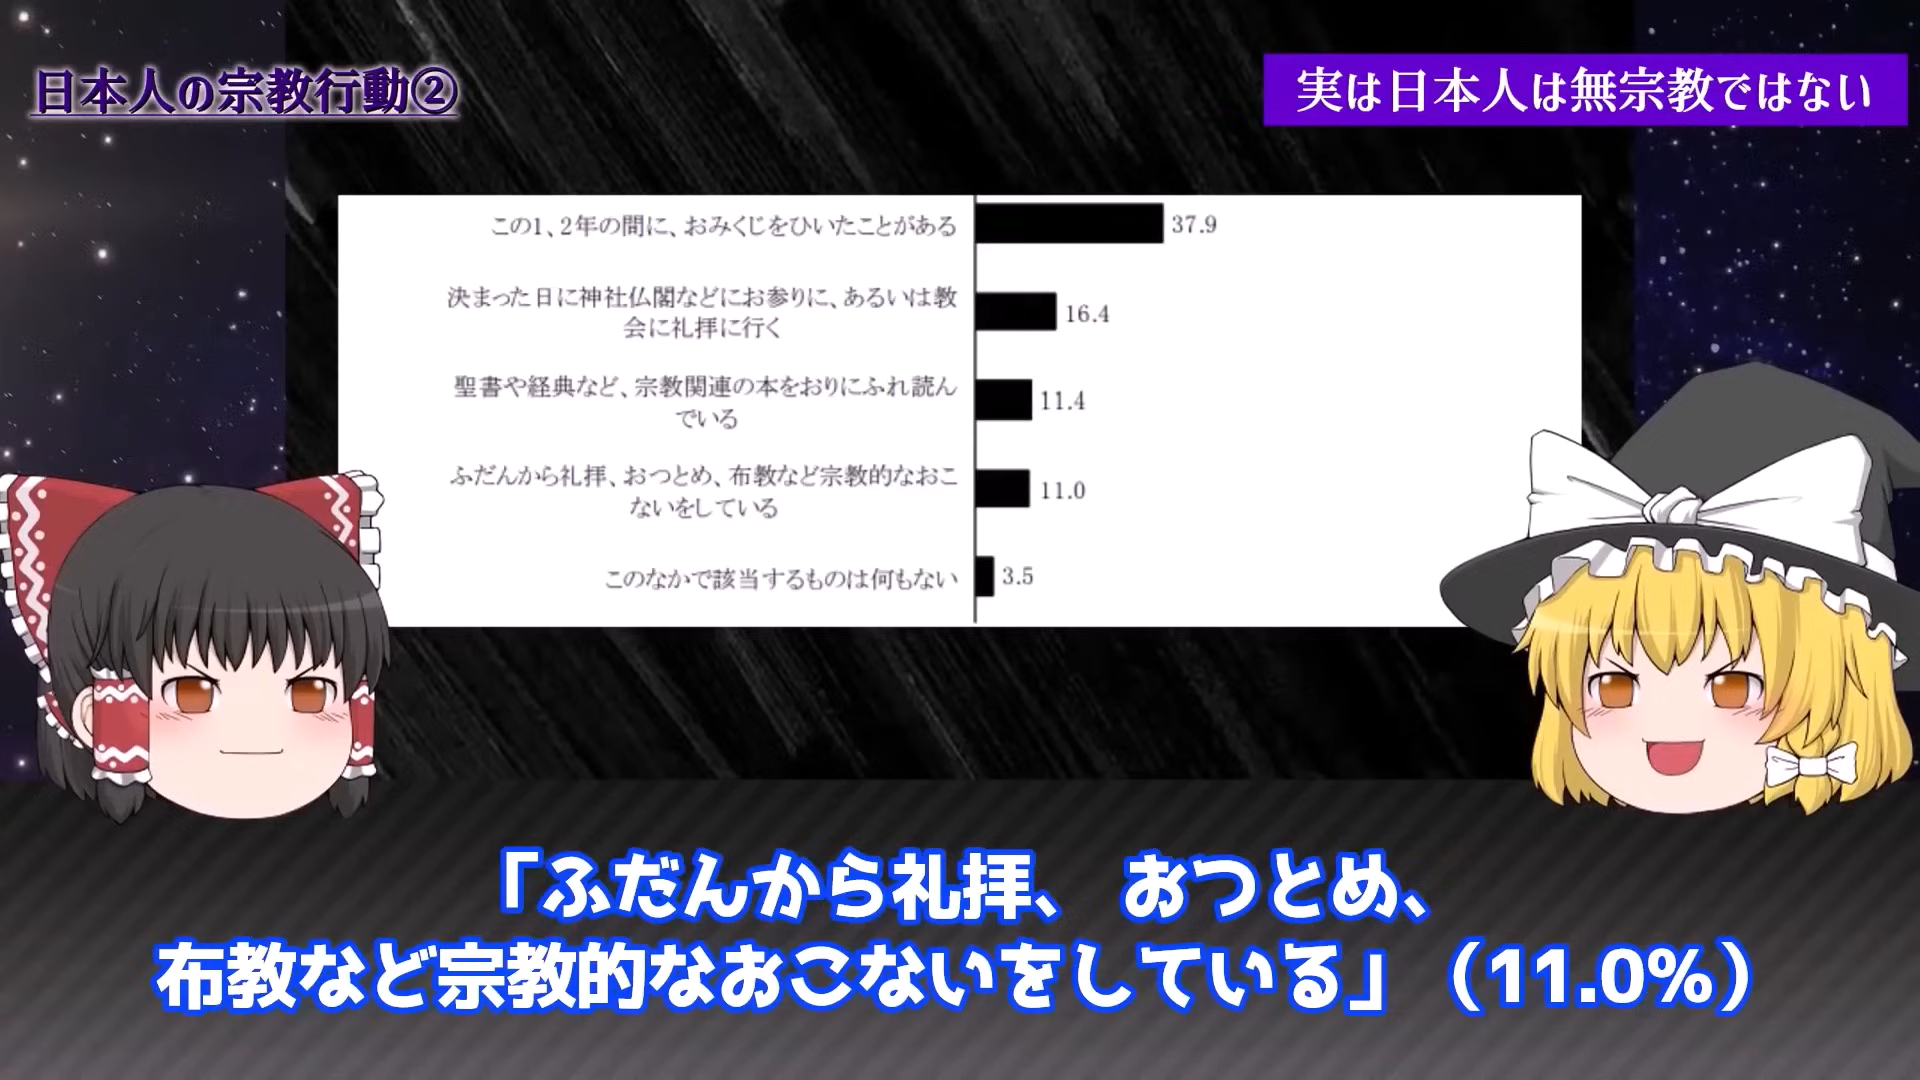 日本人の宗教行動②
実は日本人は無宗教ではない
この1、2年の間に、おみくじをひいたことがある
37.9
決まった日に神社仏閣などにお参りに、あるいは教
会に礼拝に行く
16.4
聖書や経典など、宗教関連の本をおりにふれ読ん
でいる
11.4
ふだんから礼拝、おつとめ、布教など宗教的なおこ
ないをしている
11.0
このなかで該当するものは何もない
3.5
「ふだんから礼拝、 おつとめ、
布教など宗教的なおこないをしている」（11.0%）